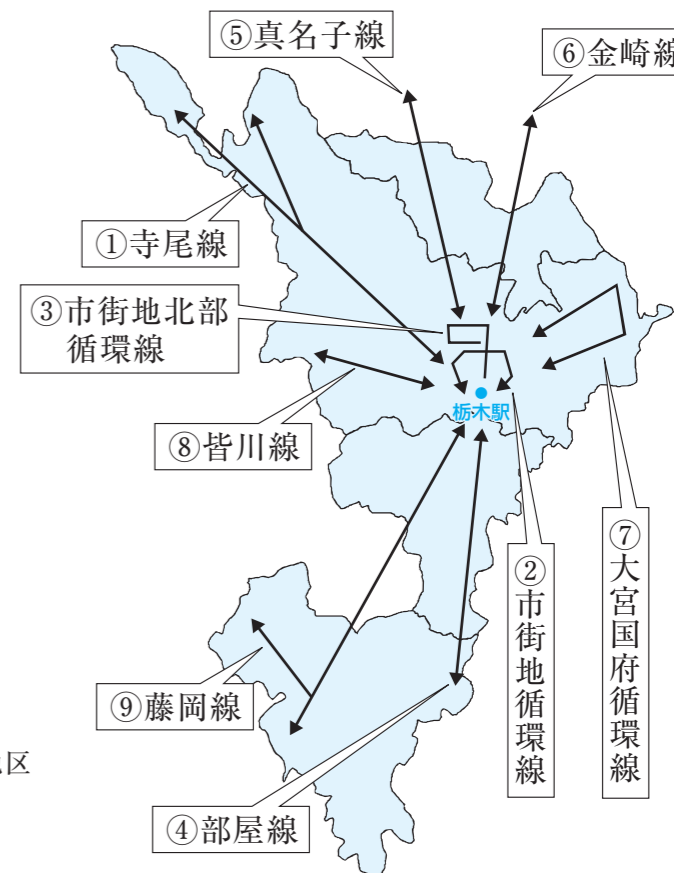 ⑤真名子線
⑥金崎線
①寺尾線
③市街地北部
循環線
栃木駅
⑧皆川線
②市街地循環線
⑦大宮国府循環線
⑨藤岡線
区
④部屋線